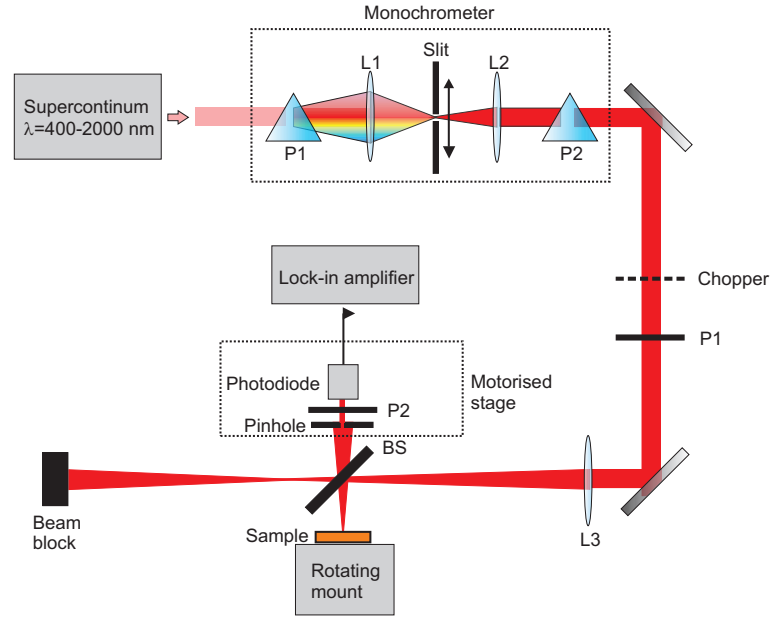 Monochrometer
Supercontinum
λ=400-2000 nm
L1
Slit
L2
P1
P2
Lock-in amplifier
Chopper
P1
Photodiode
P2
Motorised
stage
Pinhole
BS
Beam
block
Sample
L3
Rotating
mount